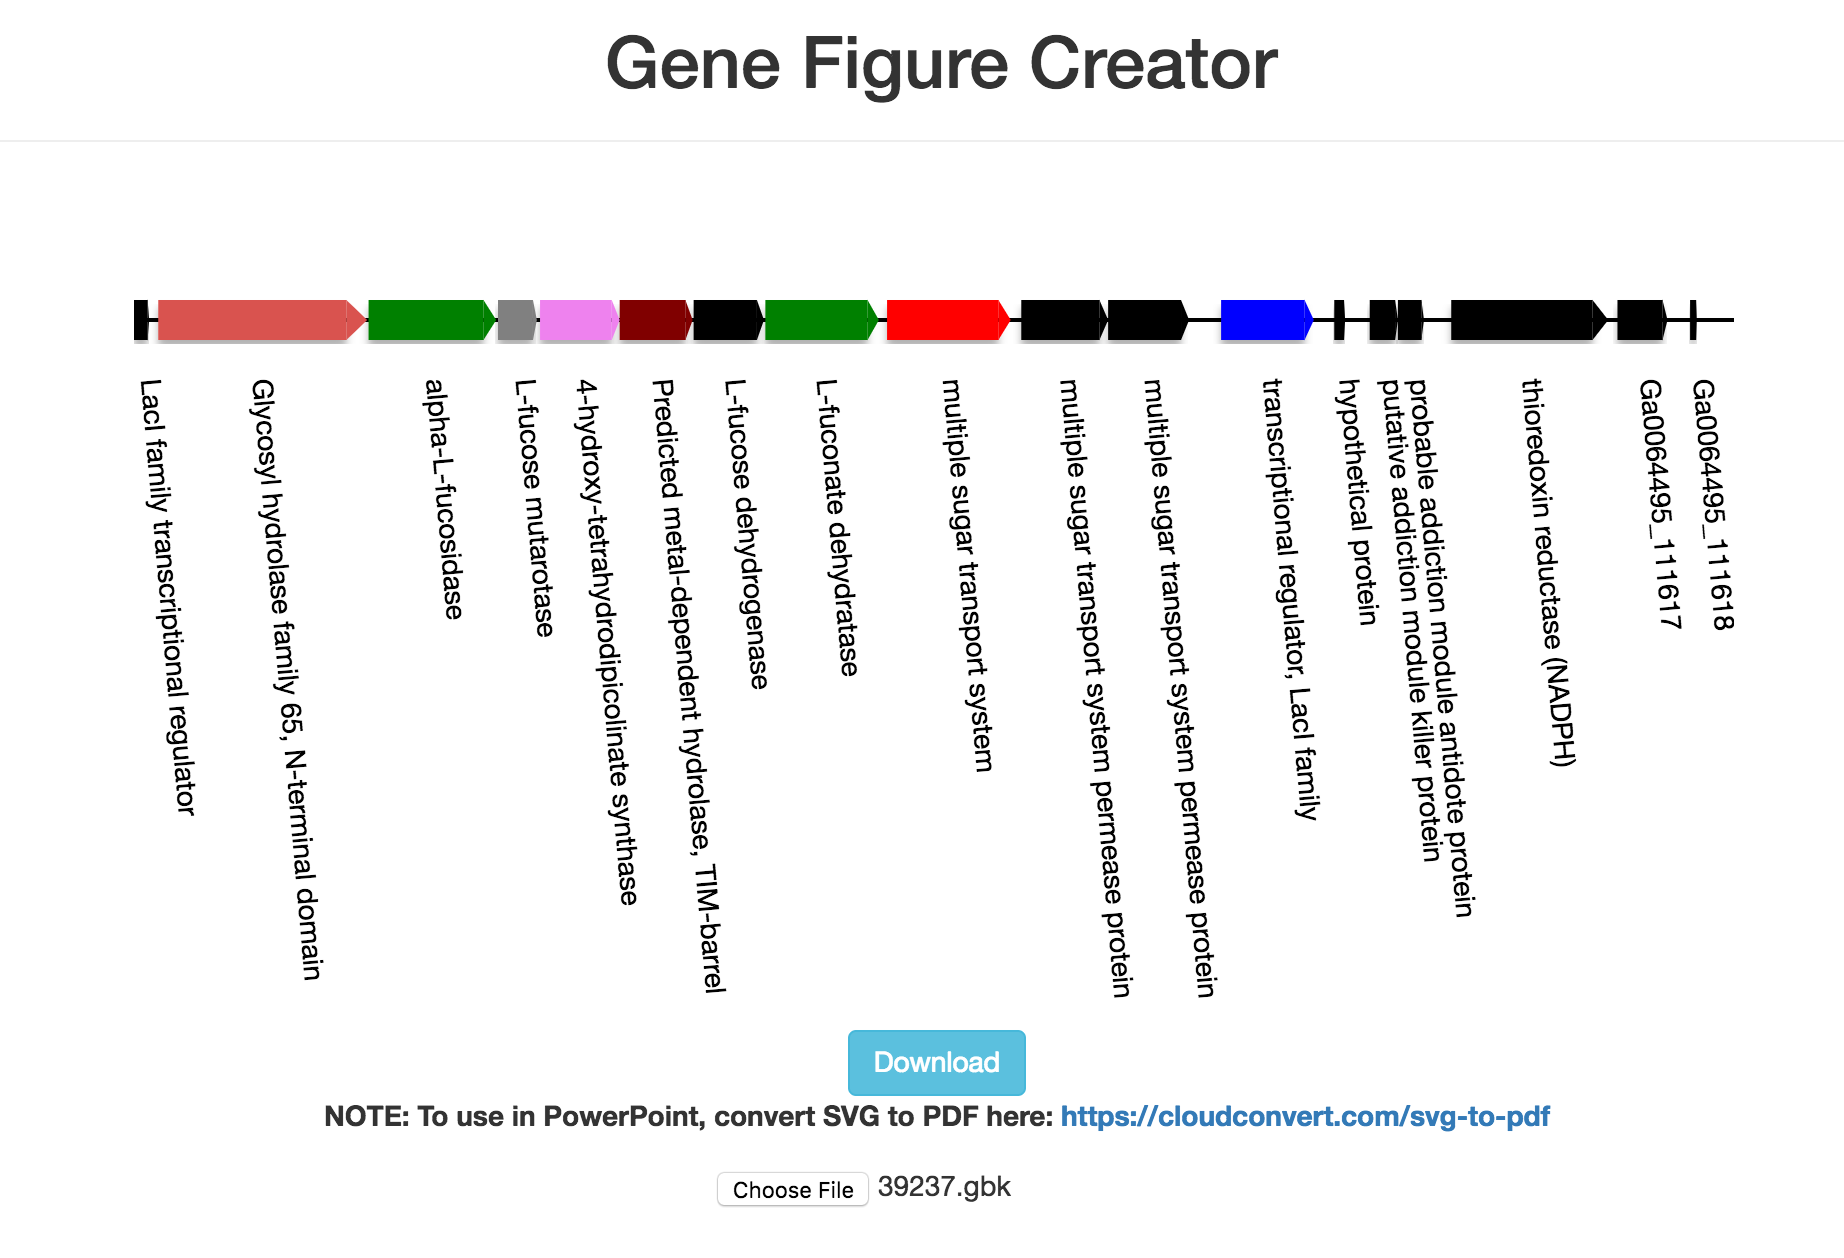 Gene Figure Creator
LacI family transcriptional regulator
Glycosyl hydrolase family 65, N-terminal domain
alpha-L-fucosidase
L-fucose mutarotase
4-hydroxy-tetrahydrodipicolinate synthase
Predicted metal-dependent hydrolase, TIM-barrel
L-fucose dehydrogenase
L-fuconate dehydratase
multiple sugar transport system
multiple sugar transport system permease protein
multiple sugar transport system permease protein
transcriptional regulator, LacI family
hypothetical protein
putative addiction module killer protein
probable addiction module antidote protein
thioredoxin reductase (NADPH)
Ga0064495_111617
Ga0064495_111618
Download
NOTE: To use in PowerPoint, convert SVG to PDF here: https://cloudconvert.com/svg-to-pdf
Choose File 39237.gbk